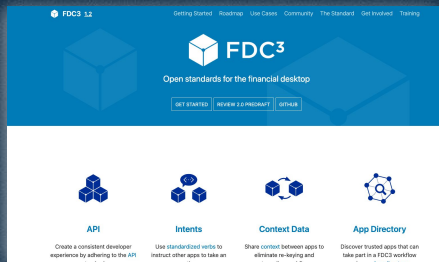 FDC3 1.2
Getting Started Roadmap Use Cases Community The Standard Get Involved Training
FDC³
Open standards for the financial desktop
GET STARTED REVIEW 2.0 PREDRAFT GITHUB
API Intents Context Data App Directory
Create a consistent developer
experience by adhering to the API
Use standardized verbs to
instruct other apps to take an
Share context between apps to
eliminate re-keying and
Discover trusted apps that can
take part in a FDC3 workflow